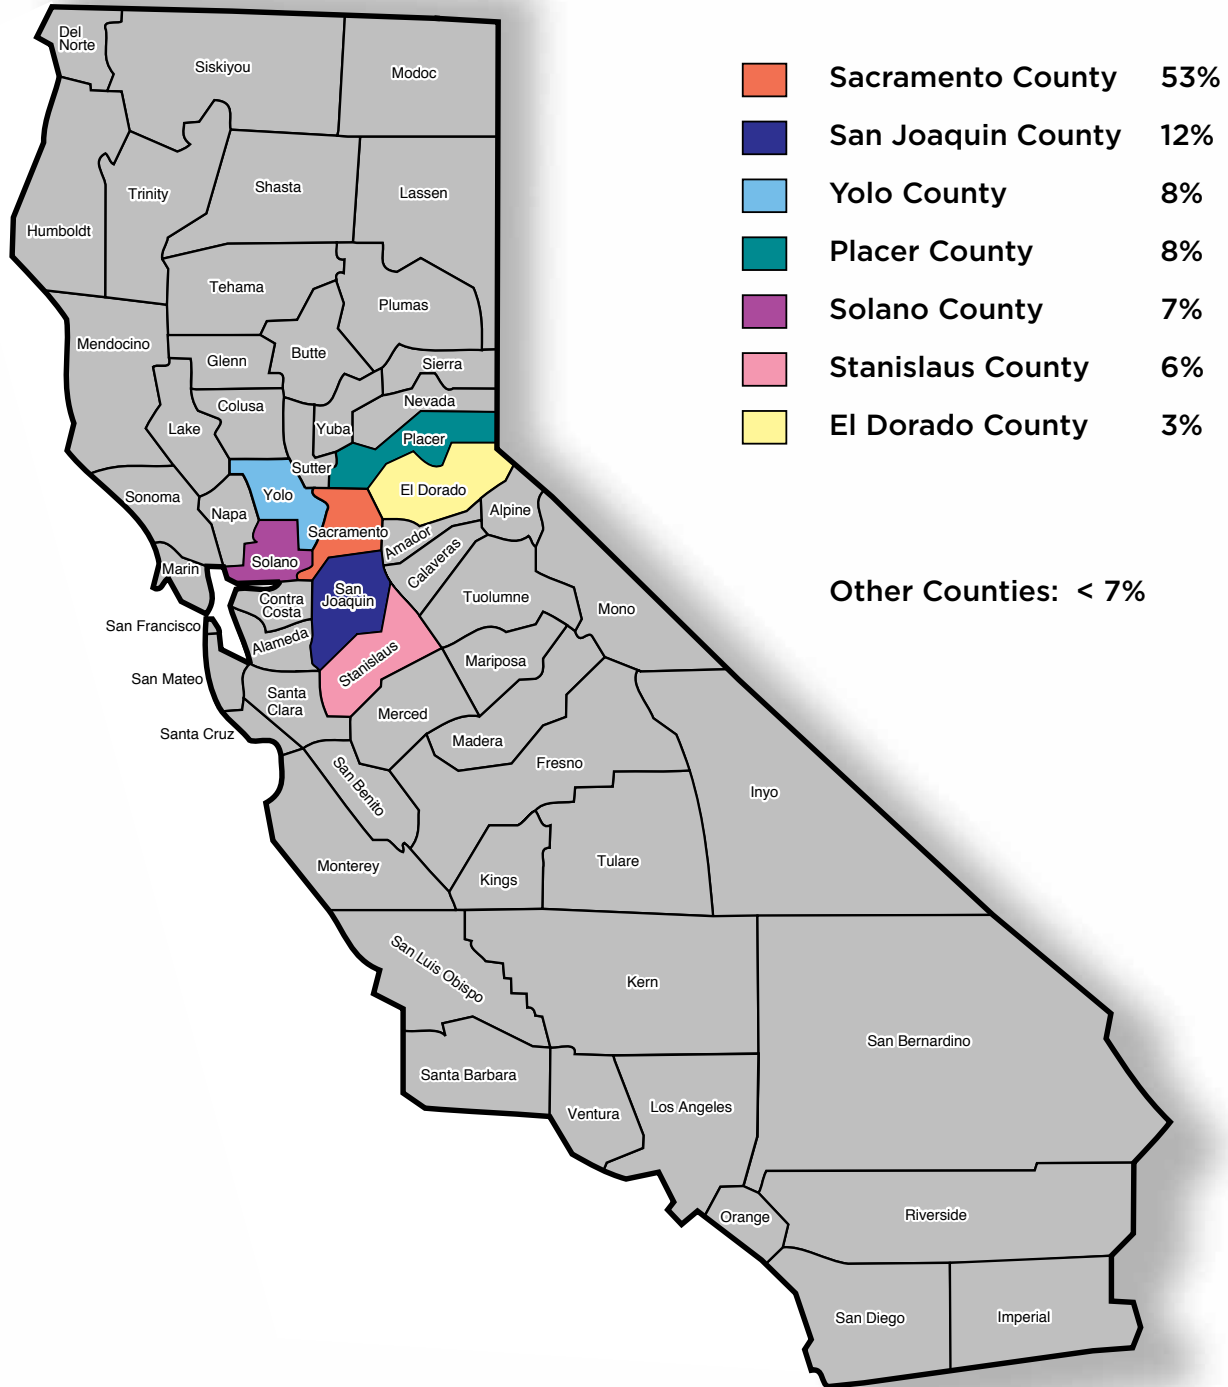 Del
Norte
Siskiyou
Modoc
Sacramento County 53%
San Joaquin County 12%
Yolo County 8%
Placer County 8%
Solano County 7%
Stanislaus County 6%
El Dorado County 3%
Other Counties: < 7%
Shasta
Lassen
Trinity
Humboldt
Tehama
Plumas
Mendocino
Glenn
Butte
Sierra
Colusa
Nevada
Lake
Yuba
Placer
Sutter
Sonoma
Yolo
El Dorado
Napa
Alpine
Sacramento
Amador
Solano
Calaveras
Marin
San
Joaquin
Contra
Costa
Tuolumne
Mono
San Francisco
Alameda
Stanislaus
Mariposa
San Mateo
Santa
Clara
Merced
Santa Cruz
Madera
Fresno
San Benito
Inyo
Monterey
Kings
Tulare
San Luis Obispo
Kern
San Bernardino
Santa Barbara
Ventura
Los Angeles
Orange
Riverside
San Diego
Imperial